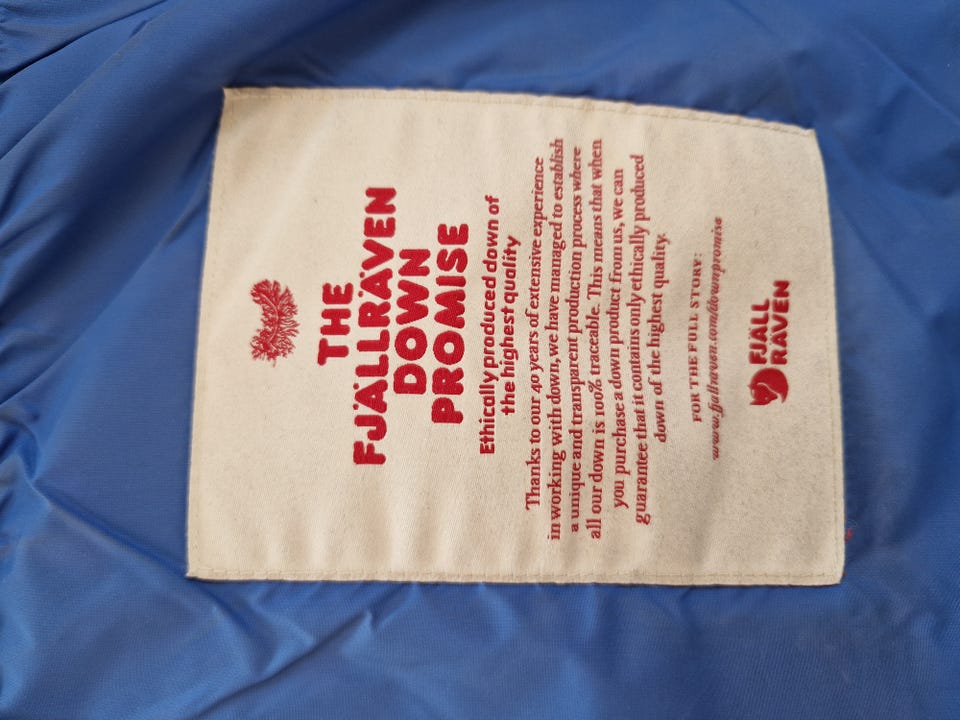 THE
FJÄLLRÄVEN
DOWN
PROMISE
Ethically produced down of
the highest quality
Thanks to our 40 years of extensive experience
in working with down, we have managed to establish
a unique and transparent production process where
all our down is 100% traceable. This means that when
you purchase a down product from us, we can
guarantee that it contains only ethically produced
down of the highest quality.
FOR THE FULL STORY:
www.fjallraven.com/downpromise
FJÄLL
RÄVEN